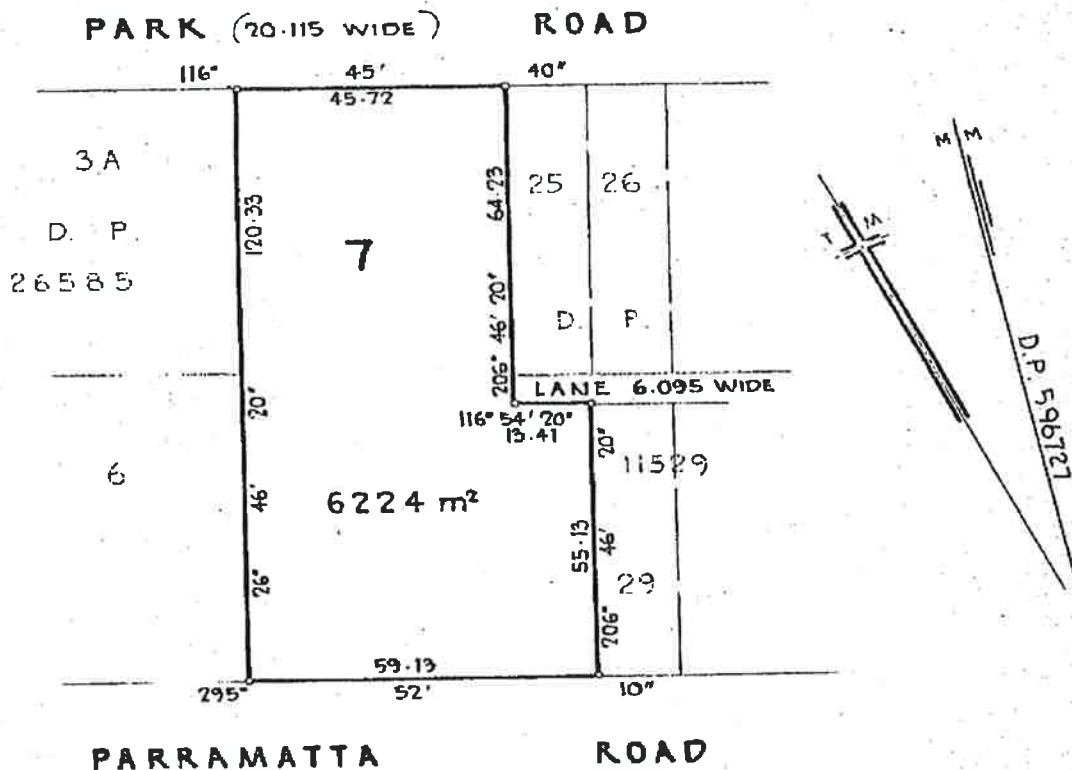 PARK (20·115 WIDE) ROAD
116° 45' 40"
45·72
3A
D. P.
26585
120·33
7
64·23
25 26
206° 46' 20"
D. P.
LANE 6.095 WIDE
116° 54' 20"
13.41
6
26° 46' 20"
6224 m²
55·13
206° 46' 20"
11529
29
59·13
295° 52' 10"
PARRAMATTA ROAD
T M
M M
D.P. 596727